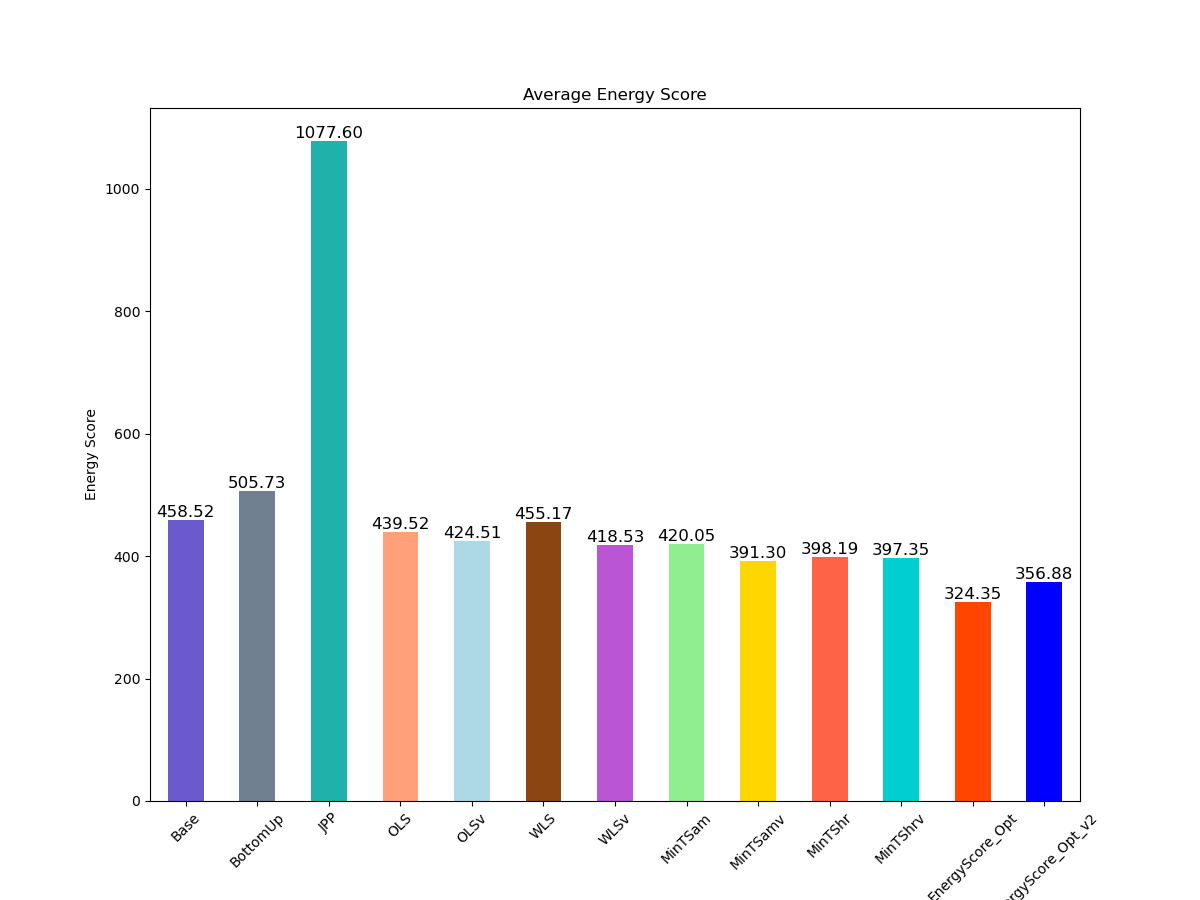 Average Energy Score
Energy Score
1000
800
600
400
200
0
458.52
505.73
1077.60
439.52
424.51
455.17
418.53
420.05
391.30
398.19
397.35
324.35
356.88
Base
BottomUp
JPP
OLS
OLSv
WLS
WLSv
MinTSam
MinTSamv
MinTShr
MinTShrv
EnergyScore_Opt
rgyScore_Opt_v2